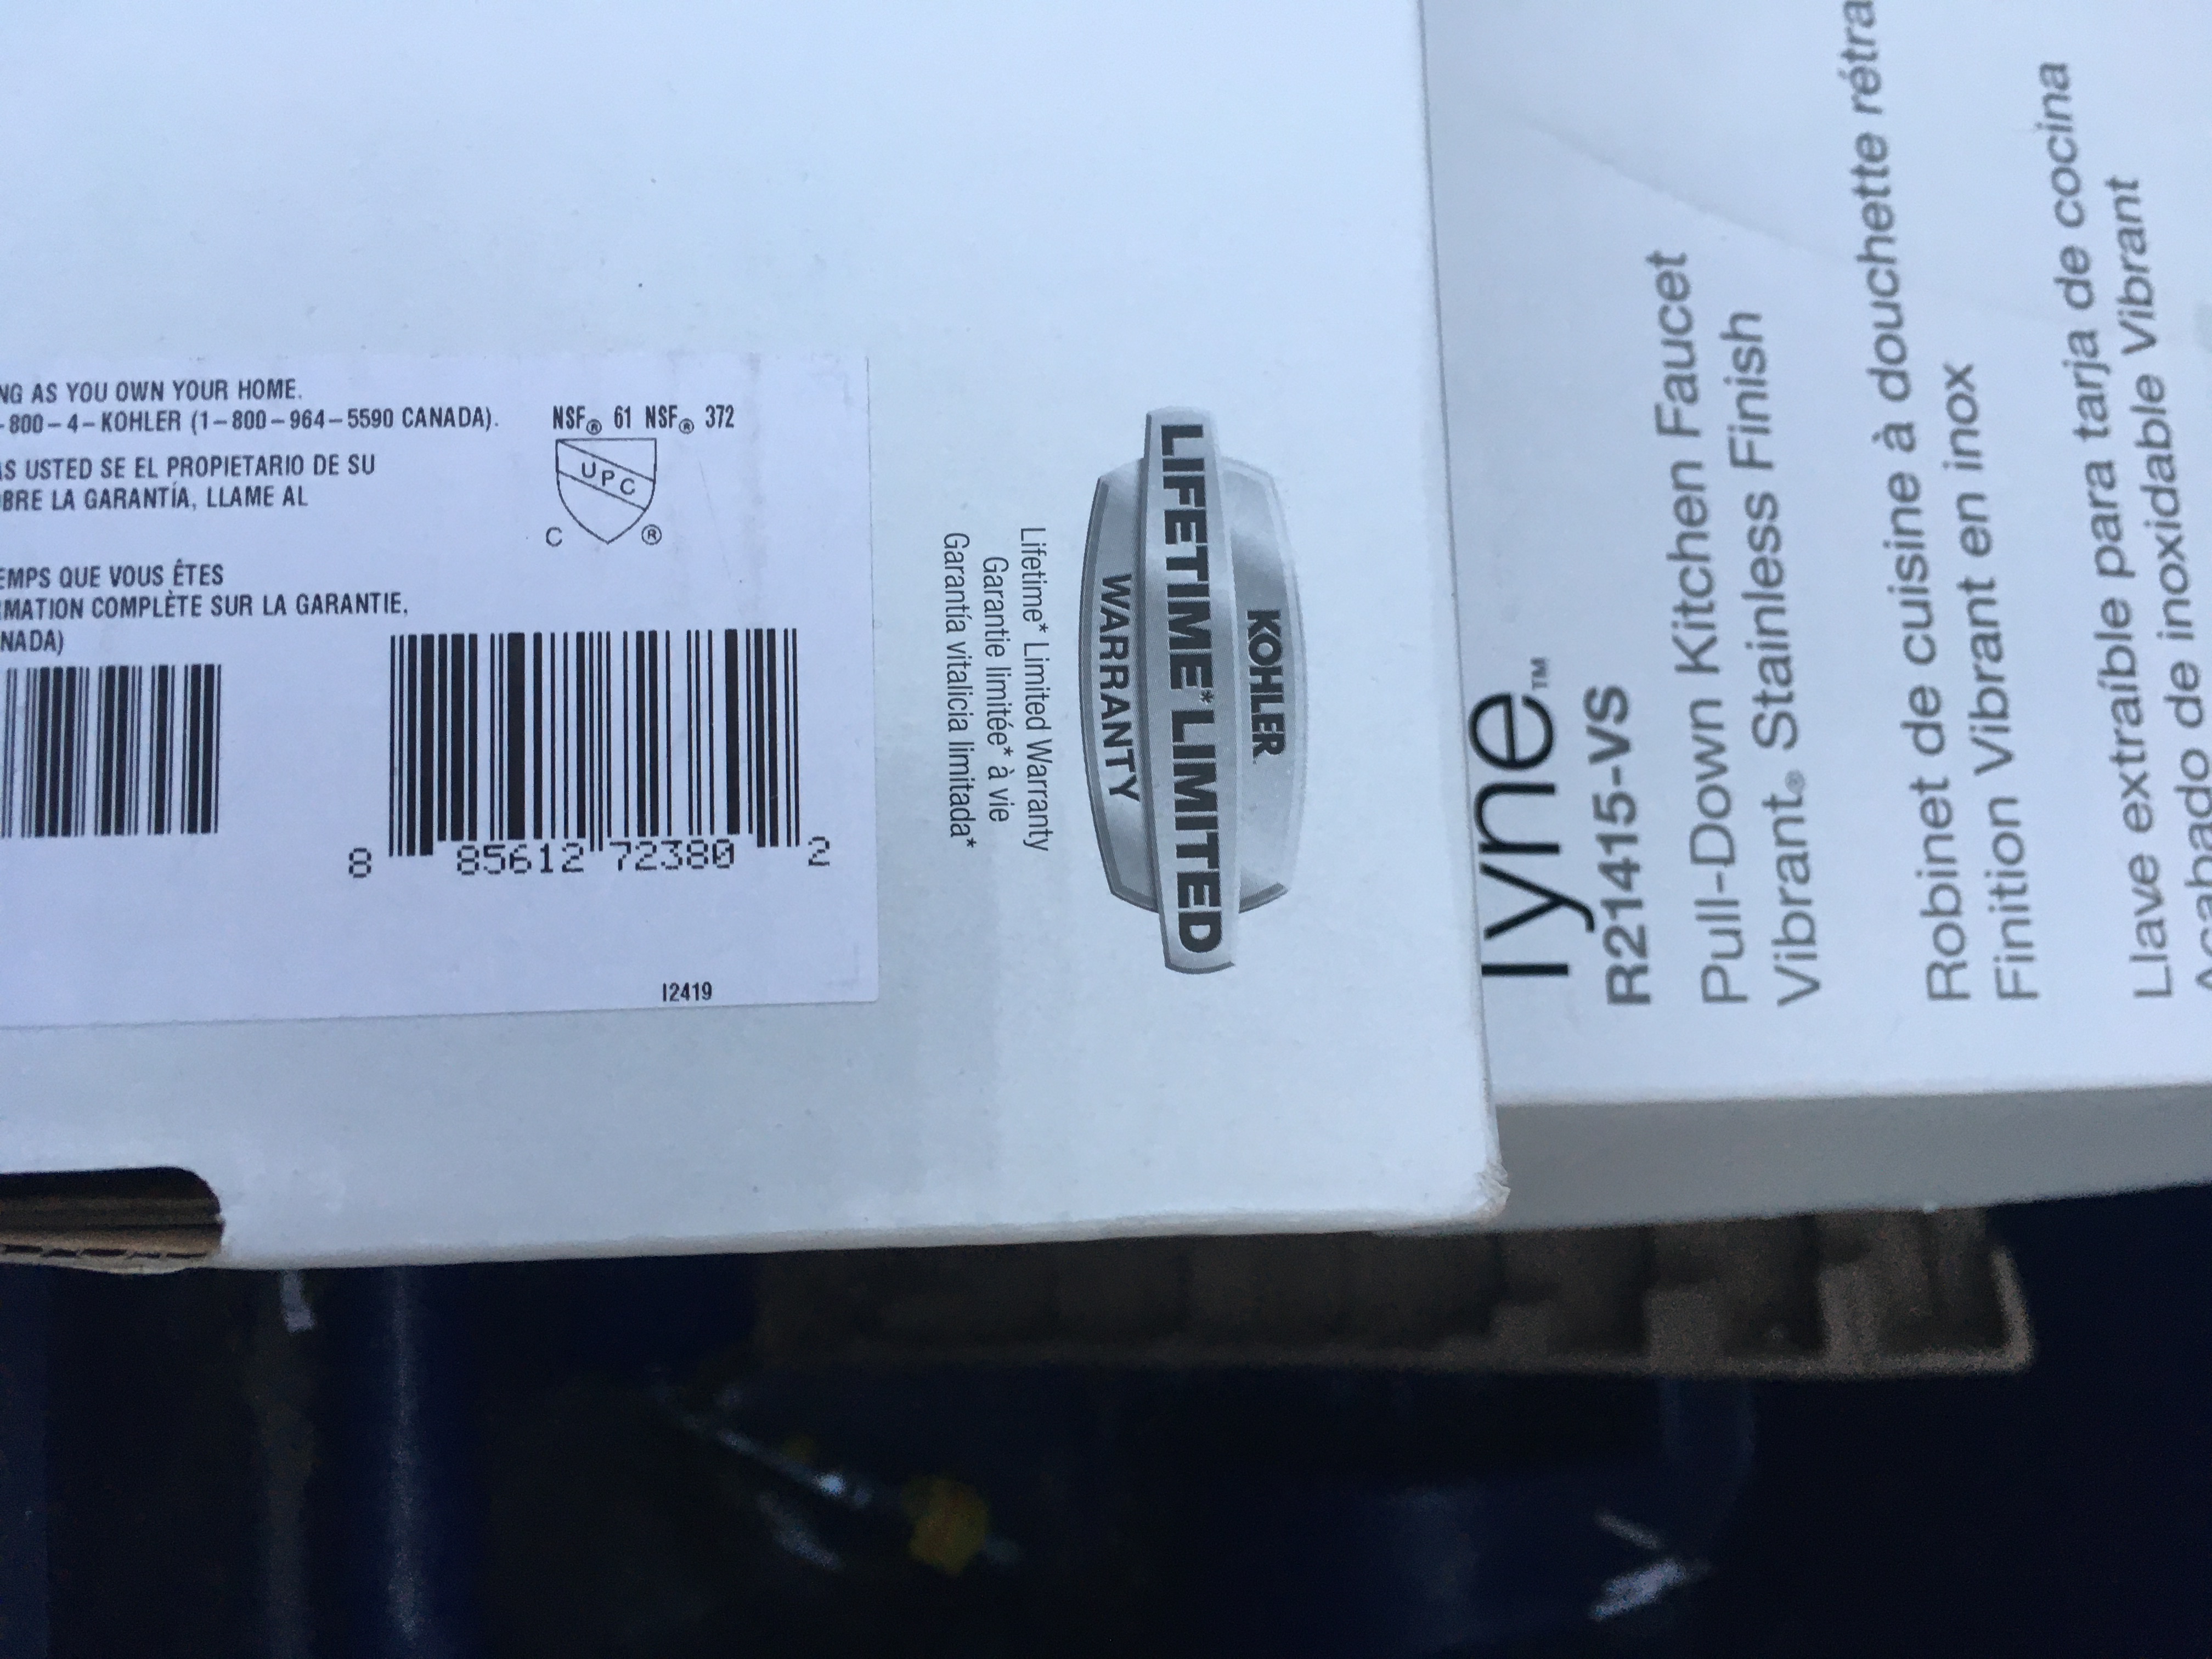 NG AS YOU OWN YOUR HOME.
-800-4-KOHLER (1-800-964-5590 CANADA).
AS USTED SE EL PROPIETARIO DE SU
OBRE LA GARANTÍA, LLAME AL
EMPS QUE VOUS ÊTES
RMATION COMPLÈTE SUR LA GARANTIE,
NADA)
NSF® 61 NSF® 372
UPC
C ®
8 85612 72380 2
12419
KOHLER
LIFETIME* LIMITED
WARRANTY
Lifetime* Limited Warranty
Garantie limitée* à vie
Garantía vitalicia limitada*
Tyne™
R21415-VS
Pull-Down Kitchen Faucet
Vibrant® Stainless Finish
Robinet de cuisine à douchette rétra
Finition Vibrant en inox
Llave extraíble para tarja de cocina
Acabado de inoxidable Vibrant